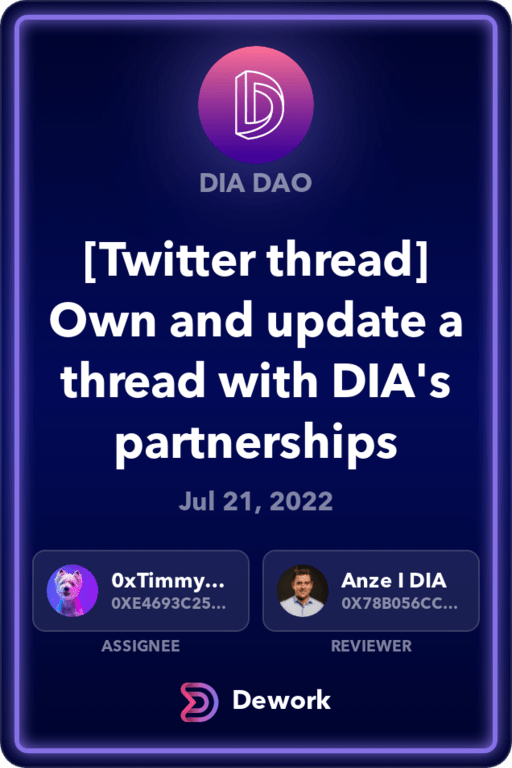 DIA DAO
[Twitter thread]
Own and update a
thread with DIA's
partnerships
Jul 21, 2022
0xTimmy...
0XE4693C25...
Anze I DIA
0X78B056CC...
ASSIGNEE
REVIEWER
Dework